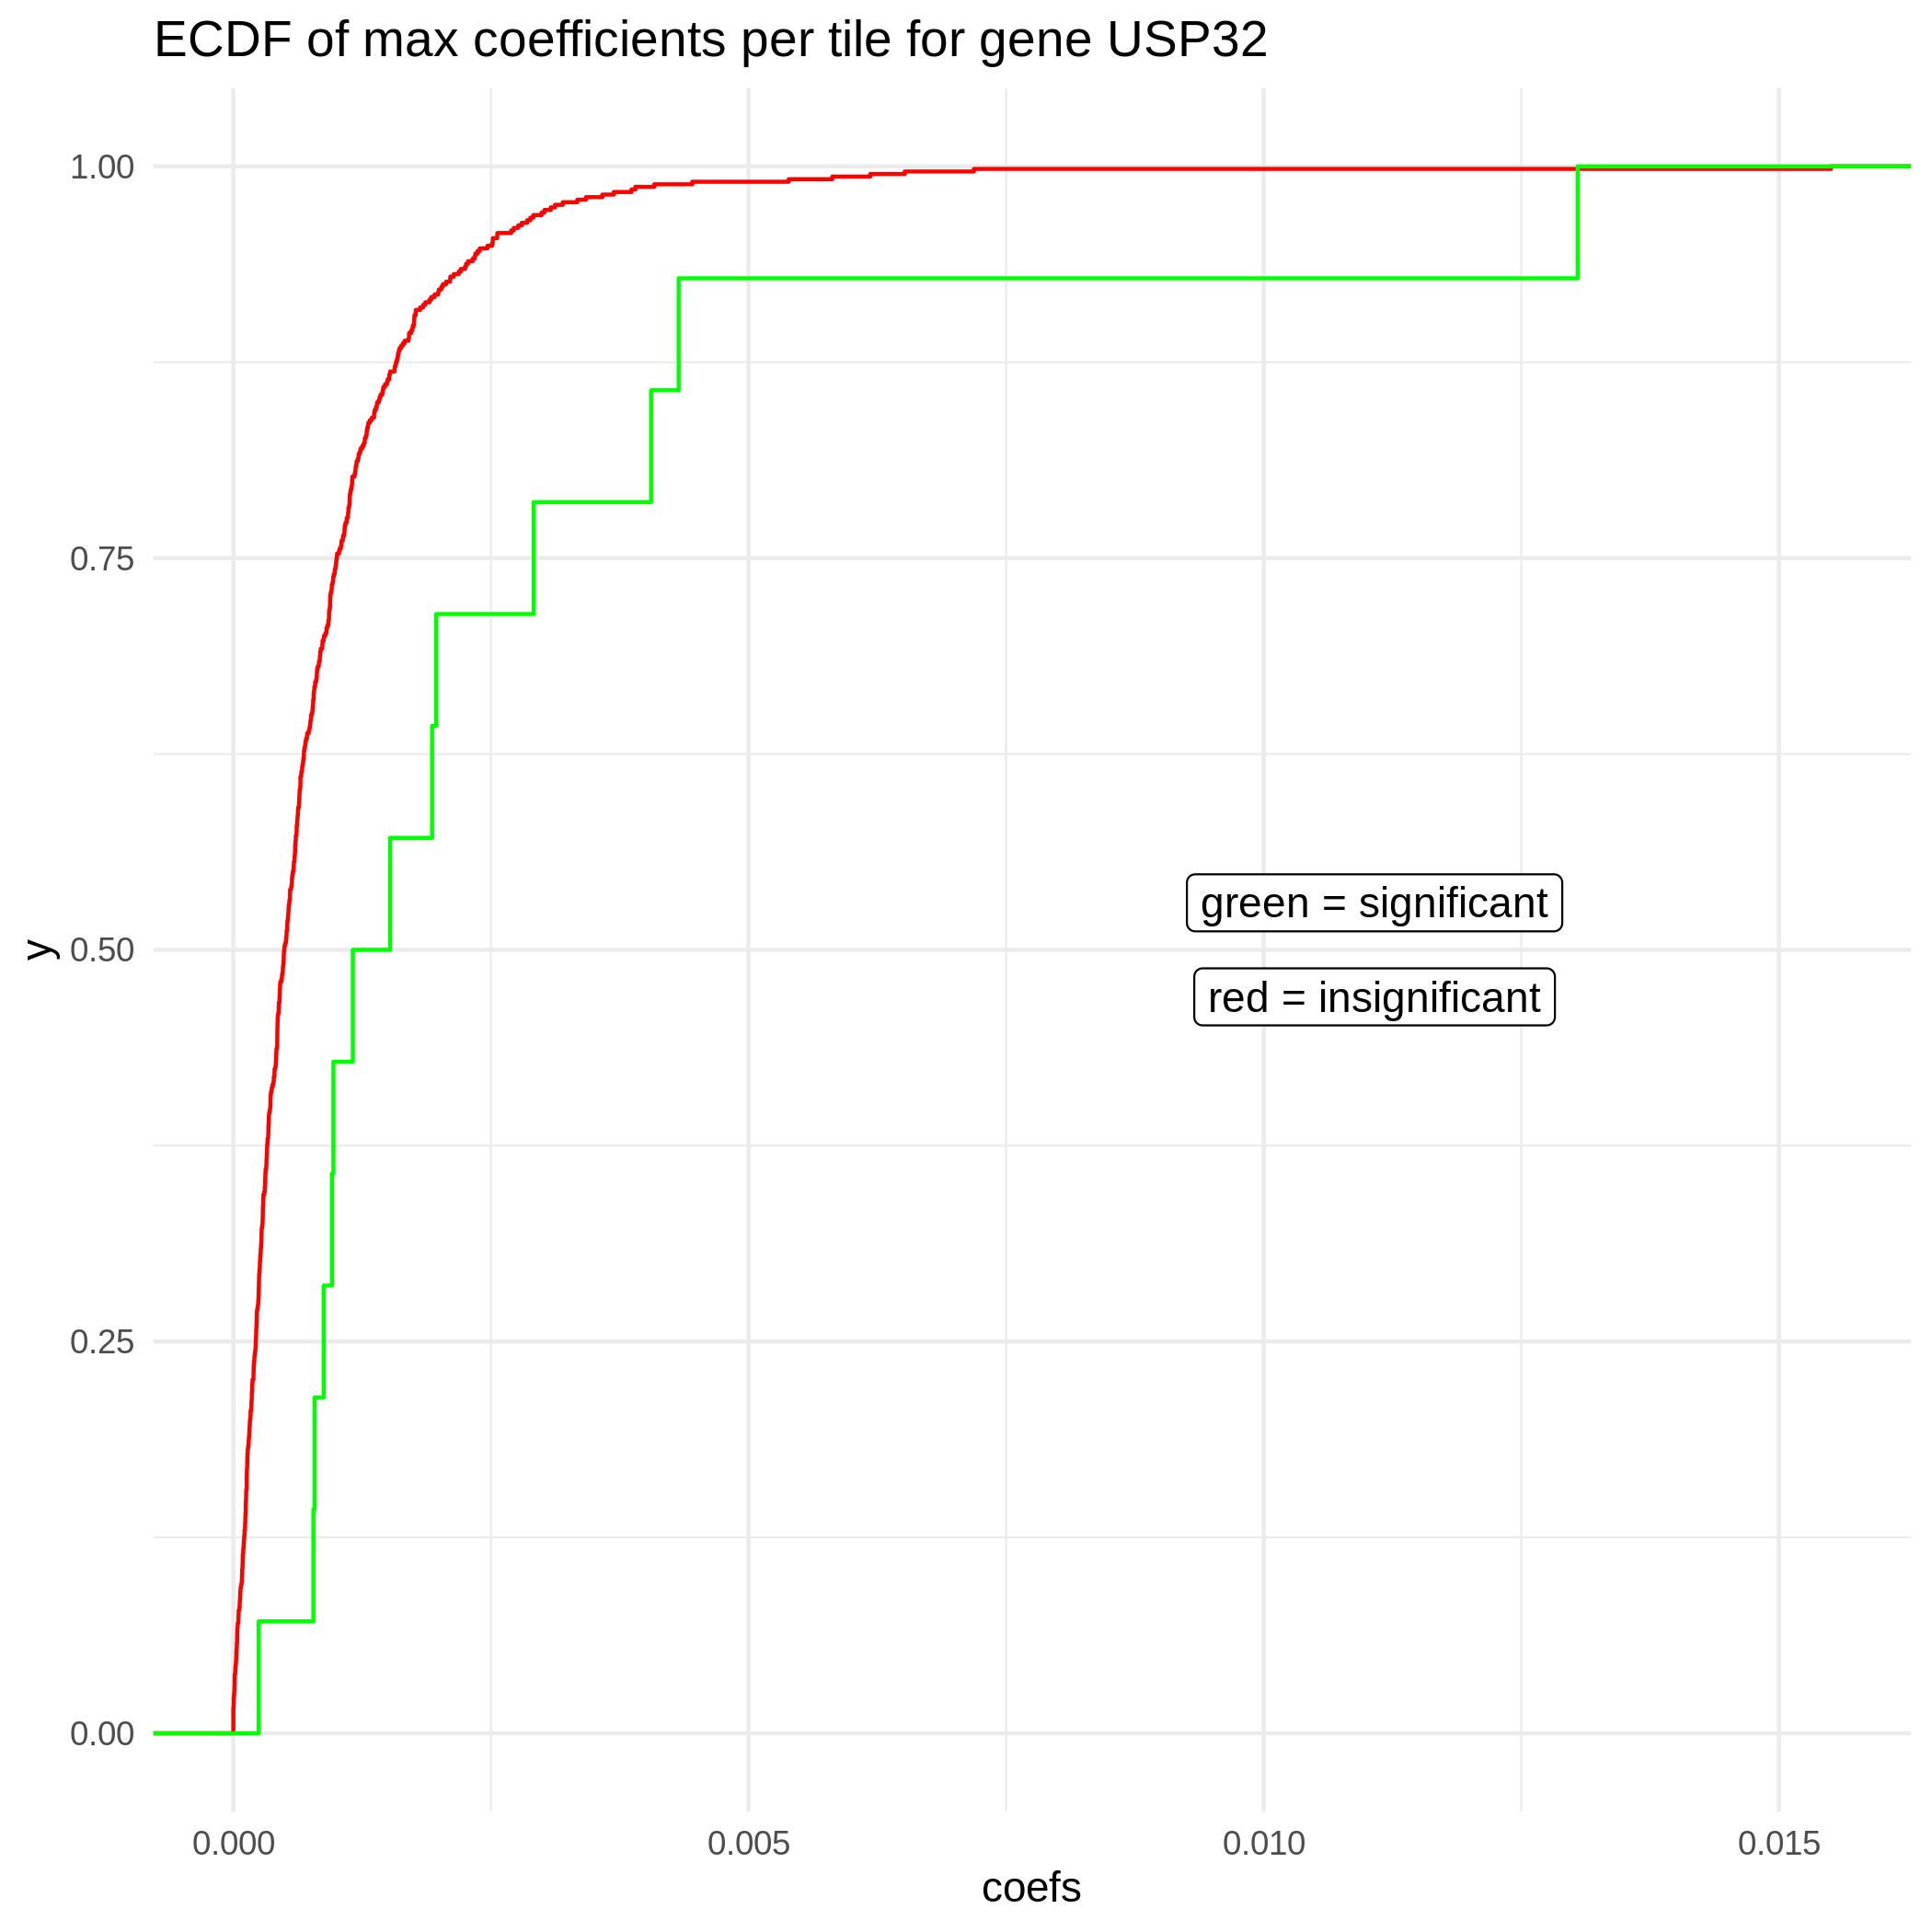 ECDF of max coefficients per tile for gene USP32
1.00
0.75
0.50
0.25
0.00
y
green = significant
red = insignificant
0.000 0.005 0.010 0.015
coefs